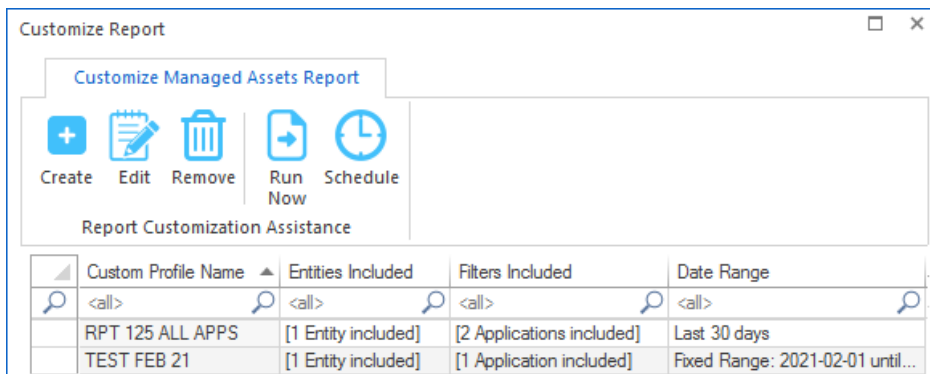 Customize Report
Customize Managed Assets Report
Create Edit Remove Run Now Schedule
Report Customization Assistance
Custom Profile Name Entities Included Filters Included Date Range
<all> <all> <all> <all>
RPT 125 ALL APPS [1 Entity included] [2 Applications included] Last 30 days
TEST FEB 21 [1 Entity included] [1 Application included] Fixed Range: 2021-02-01 until...